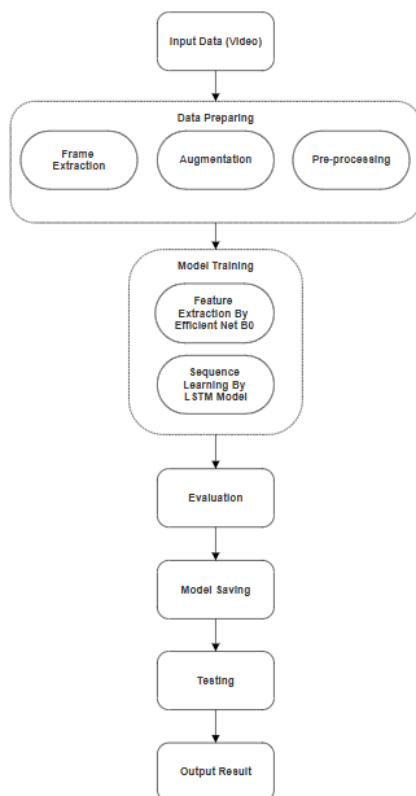 Input Data (Video)
Data Preparing
Frame
Extraction
Augmentation
Pre-processing
Model Training
Feature
Extraction By
Efficient Net B0
Sequence
Learning By
LSTM Model
Evaluation
Model Saving
Testing
Output Result